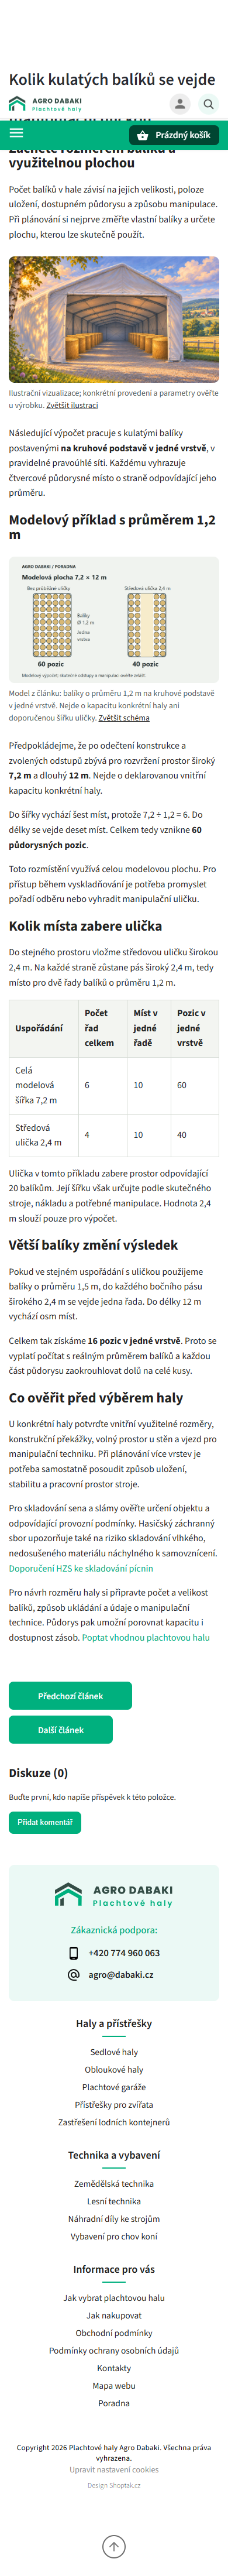 Kolik kulatých balíků se vejde
AGRO DABAKI
Plachtové haly
Prázdný košík
využitelnou plochou
Počet balíků v hale závisí na jejich velikosti, poloze
uložení, dostupném půdorysu a způsobu manipulace.
Při plánování si nejprve změřte vlastní balíky a určete
plochu, kterou lze skutečně použít.
Ilustrační vizualizace; konkrétní provedení a parametry ověřte
u výrobku. Zvětšit ilustraci
Následující výpočet pracuje s kulatými balíky
postavenými na kruhové podstavě v jedné vrstvě, v
pravidelné pravoúhlé síti. Každému vyhrazuje
čtvercové půdorysné místo o straně odpovídající jeho
průměru.
Modelový příklad s průměrem 1,2
m
AGRO DABAKI / PORADNA
Modelová plocha 7,2 × 12 m
Bez průběžné uličky
Středová ulička 2,4 m
Balíky
Ø 1,2 m
Jedna
vrstva
60 pozic
40 pozic
Modelový výpočet; skutečné odstupy a manipulaci ověřte zvlášť.
Model z článku: balíky o průměru 1,2 m na kruhové podstavě
v jedné vrstvě. Nejde o kapacitu konkrétní haly ani
doporučenou šířku uličky. Zvětšit schéma
Předpokládejme, že po odečtení konstrukce a
zvolených odstupů zbývá pro rozvržení prostor široký
7,2 m a dlouhý 12 m. Nejde o deklarovanou vnitřní
kapacitu konkrétní haly.
Do šířky vychází šest míst, protože 7,2 ÷ 1,2 = 6. Do
délky se vejde deset míst. Celkem tedy vznikne 60
půdorysných pozic.
Toto rozmístění využívá celou modelovou plochu. Pro
přístup během vyskladňování je potřeba promyslet
pořadí odběru nebo vyhradit manipulační uličku.
Kolik místa zabere ulička
Do stejného prostoru vložme středovou uličku širokou
2,4 m. Na každé straně zůstane pás široký 2,4 m, tedy
místo pro dvě řady balíků o průměru 1,2 m.
Uspořádání
Počet
řad
celkem
Míst v
jedné
řadě
Pozic v
jedné
vrstvě
Celá
modelová
šířka 7,2 m
6
10
60
Středová
ulička 2,4 m
4
10
40
Ulička v tomto příkladu zabere prostor odpovídající
20 balíkům. Její šířku však určujte podle skutečného
stroje, nákladu a potřebné manipulace. Hodnota 2,4
m slouží pouze pro výpočet.
Větší balíky změní výsledek
Pokud ve stejném uspořádání s uličkou použijeme
balíky o průměru 1,5 m, do každého bočního pásu
širokého 2,4 m se vejde jedna řada. Do délky 12 m
vychází osm míst.
Celkem tak získáme 16 pozic v jedné vrstvě. Proto se
vyplatí počítat s reálným průměrem balíků a každou
část půdorysu zaokrouhlovat dolů na celé kusy.
Co ověřit před výběrem haly
U konkrétní haly potvrďte vnitřní využitelné rozměry,
konstrukční překážky, volný prostor u stěn a vjezd pro
manipulační techniku. Při plánování více vrstev je
potřeba samostatně posoudit způsob uložení,
stabilitu a pracovní prostor stroje.
Pro skladování sena a slámy ověřte určení objektu a
odpovídající provozní podmínky. Hasičský záchranný
sbor upozorňuje také na riziko skladování vlhkého,
nedosušeného materiálu náchylného k samovznícení.
Doporučení HZS ke skladování pícnin
Pro návrh rozměru haly si připravte počet a velikost
balíků, způsob ukládání a údaje o manipulační
technice. Půdorys pak umožní porovnat kapacitu i
dostupnost zásob. Poptat vhodnou plachtovou halu
Předchozí článek
Další článek
Diskuze (0)
Buďte první, kdo napíše příspěvek k této položce.
Přidat komentář
AGRO DABAKI
Plachtové haly
Zákaznická podpora:
+420 774 960 063
agro@dabaki.cz
Haly a přístřešky
Sedlové haly
Obloukové haly
Plachtové garáže
Přístřešky pro zvířata
Zastřešení lodních kontejnerů
Technika a vybavení
Zemědělská technika
Lesní technika
Náhradní díly ke strojům
Vybavení pro chov koní
Informace pro vás
Jak vybrat plachtovou halu
Jak nakupovat
Obchodní podmínky
Podmínky ochrany osobních údajů
Kontakty
Mapa webu
Poradna
Copyright 2026 Plachtové haly Agro Dabaki. Všechna práva
vyhrazena.
Upravit nastavení cookies
Design Shoptak.cz